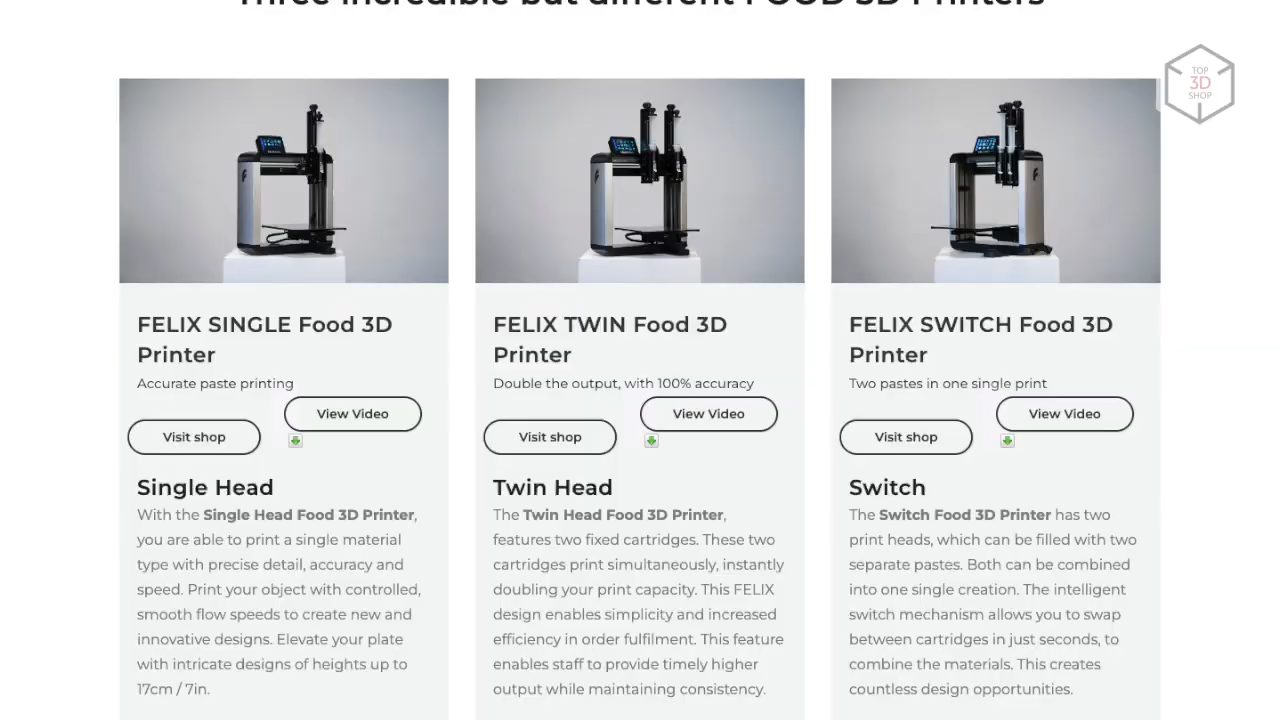 Three incredible but different FOOD 3D Printers
TOP
3D
SHOP
FELIX SINGLE Food 3D
Printer
Accurate paste printing
View Video
Visit shop
Single Head
With the Single Head Food 3D Printer,
you are able to print a single material
type with precise detail, accuracy and
speed. Print your object with controlled,
smooth flow speeds to create new and
innovative designs. Elevate your plate
with intricate designs of heights up to
17cm / 7in.
FELIX TWIN Food 3D
Printer
Double the output, with 100% accuracy
View Video
Visit shop
Twin Head
The Twin Head Food 3D Printer,
features two fixed cartridges. These two
cartridges print simultaneously, instantly
doubling your print capacity. This FELIX
design enables simplicity and increased
efficiency in order fulfilment. This feature
enables staff to provide timely higher
output while maintaining consistency.
FELIX SWITCH Food 3D
Printer
Two pastes in one single print
View Video
Visit shop
Switch
The Switch Food 3D Printer has two
print heads, which can be filled with two
separate pastes. Both can be combined
into one single creation. The intelligent
switch mechanism allows you to swap
between cartridges in just seconds, to
combine the materials. This creates
countless design opportunities.